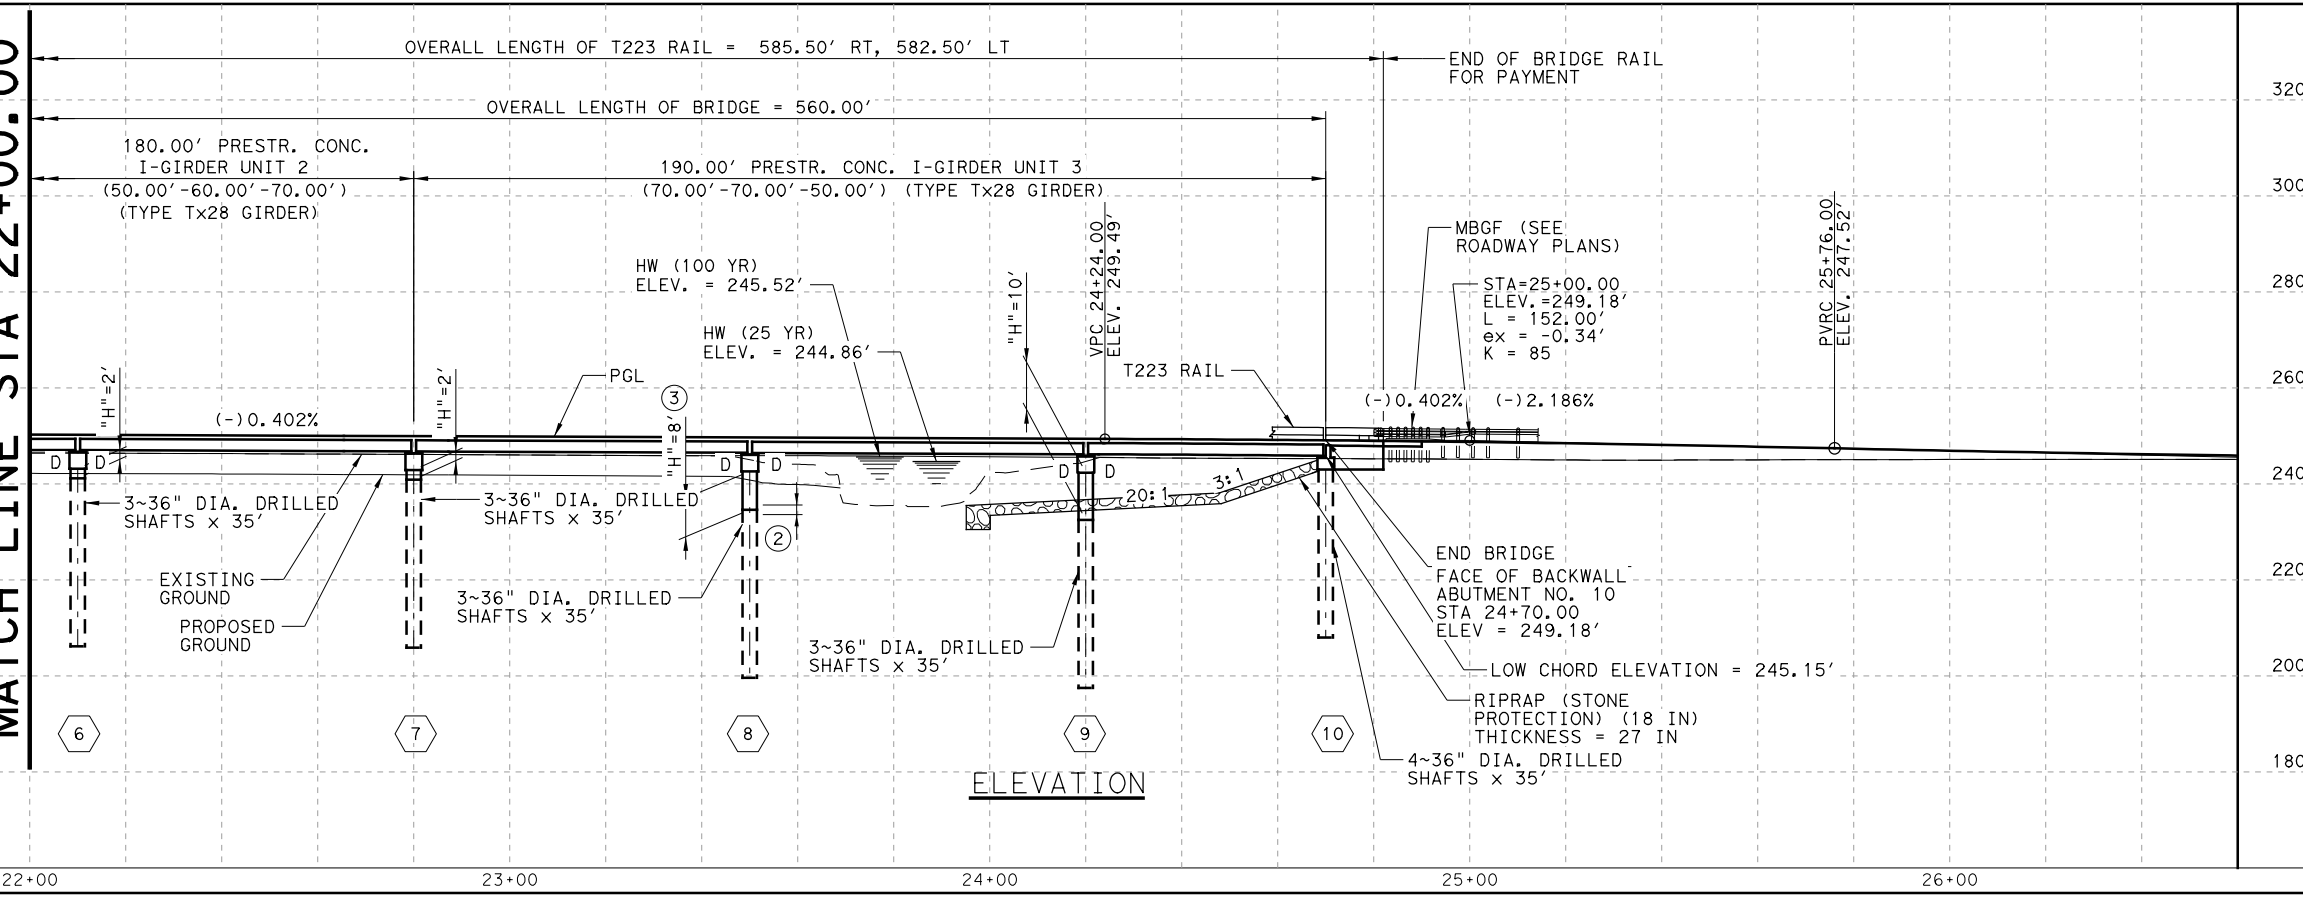 MATCH LINE STA 22+00.00
OVERALL LENGTH OF T223 RAIL = 585.50' RT, 582.50' LT
END OF BRIDGE RAIL
FOR PAYMENT
OVERALL LENGTH OF BRIDGE = 560.00'
180.00' PRESTR. CONC.
I-GIRDER UNIT 2
(50.00'-60.00'-70.00')
(TYPE Tx28 GIRDER)
190.00' PRESTR. CONC. I-GIRDER UNIT 3
(70.00'-70.00'-50.00') (TYPE Tx28 GIRDER)
HW (100 YR)
ELEV. = 245.52'
HW (25 YR)
ELEV. = 244.86'
"H"=10'
VPC 24+24.00
ELEV. 249.49'
MBGF (SEE
ROADWAY PLANS)
STA=25+00.00
ELEV.=249.18'
L = 152.00'
ex = -0.34'
K = 85
PVRC 25+76.00
ELEV. 247.52'
T223 RAIL
(-)0.402%
(-)2.186%
"H"=2'
(-)0.402%
"H"=2'
PGL
3
"H"=8'
D
D
D
D
D
D
3~36" DIA. DRILLED
SHAFTS x 35'
3~36" DIA. DRILLED
SHAFTS x 35'
2
20:1
3:1
EXISTING
GROUND
PROPOSED
GROUND
3~36" DIA. DRILLED
SHAFTS x 35'
3~36" DIA. DRILLED
SHAFTS x 35'
END BRIDGE
FACE OF BACKWALL
ABUTMENT NO. 10
STA 24+70.00
ELEV = 249.18'
LOW CHORD ELEVATION = 245.15'
RIPRAP (STONE
PROTECTION) (18 IN)
THICKNESS = 27 IN
4~36" DIA. DRILLED
SHAFTS x 35'
6
7
8
9
10
ELEVATION
320
300
280
260
240
220
200
180
22+00
23+00
24+00
25+00
26+00